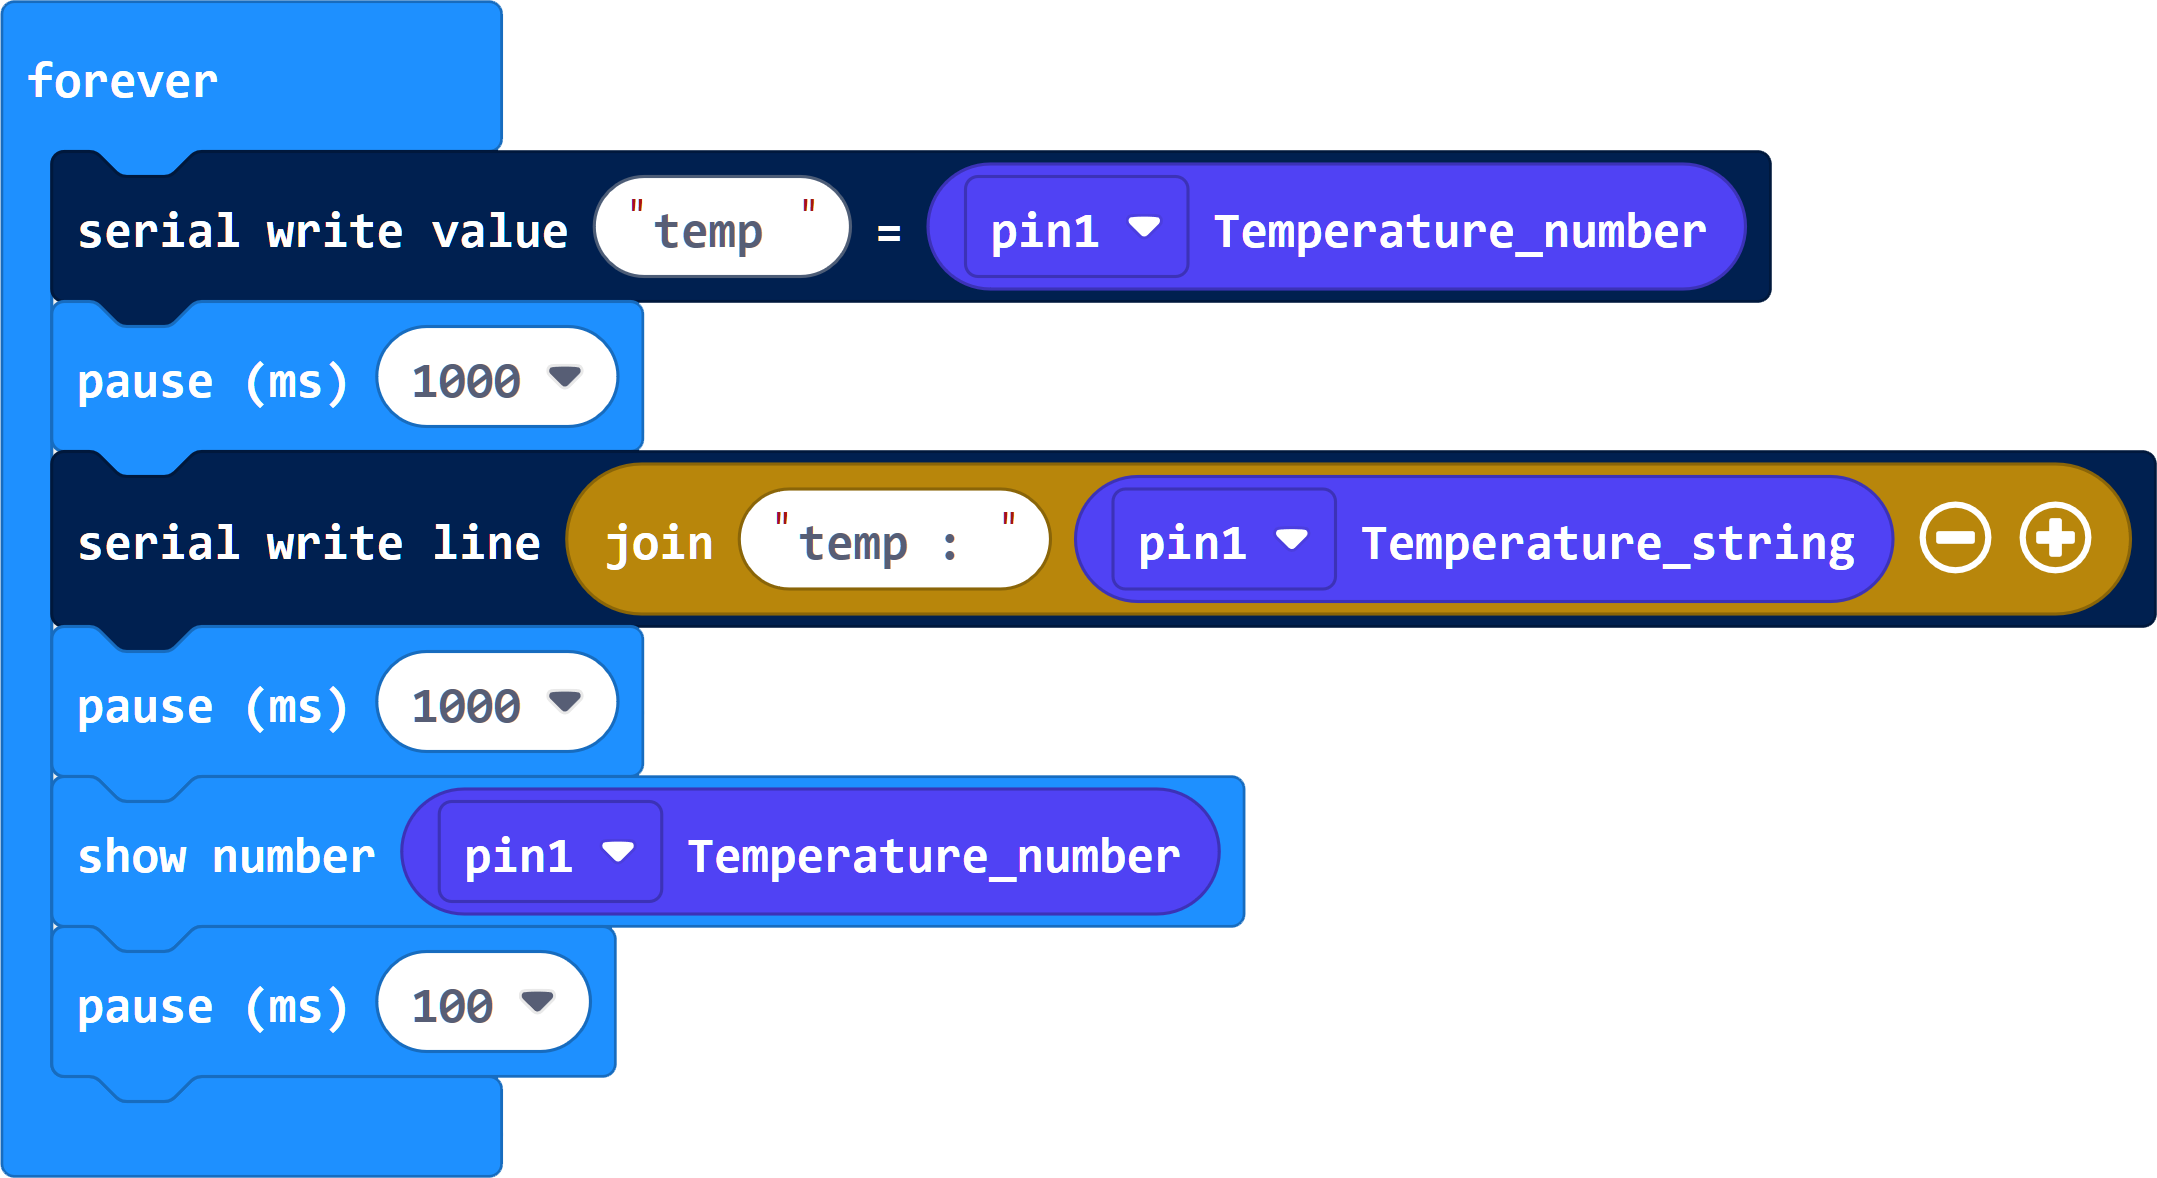 forever
serial write value "temp " = pin1 Temperature_number
pause (ms) 1000
serial write line join "temp : " pin1 Temperature_string
pause (ms) 1000
show number pin1 Temperature_number
pause (ms) 100